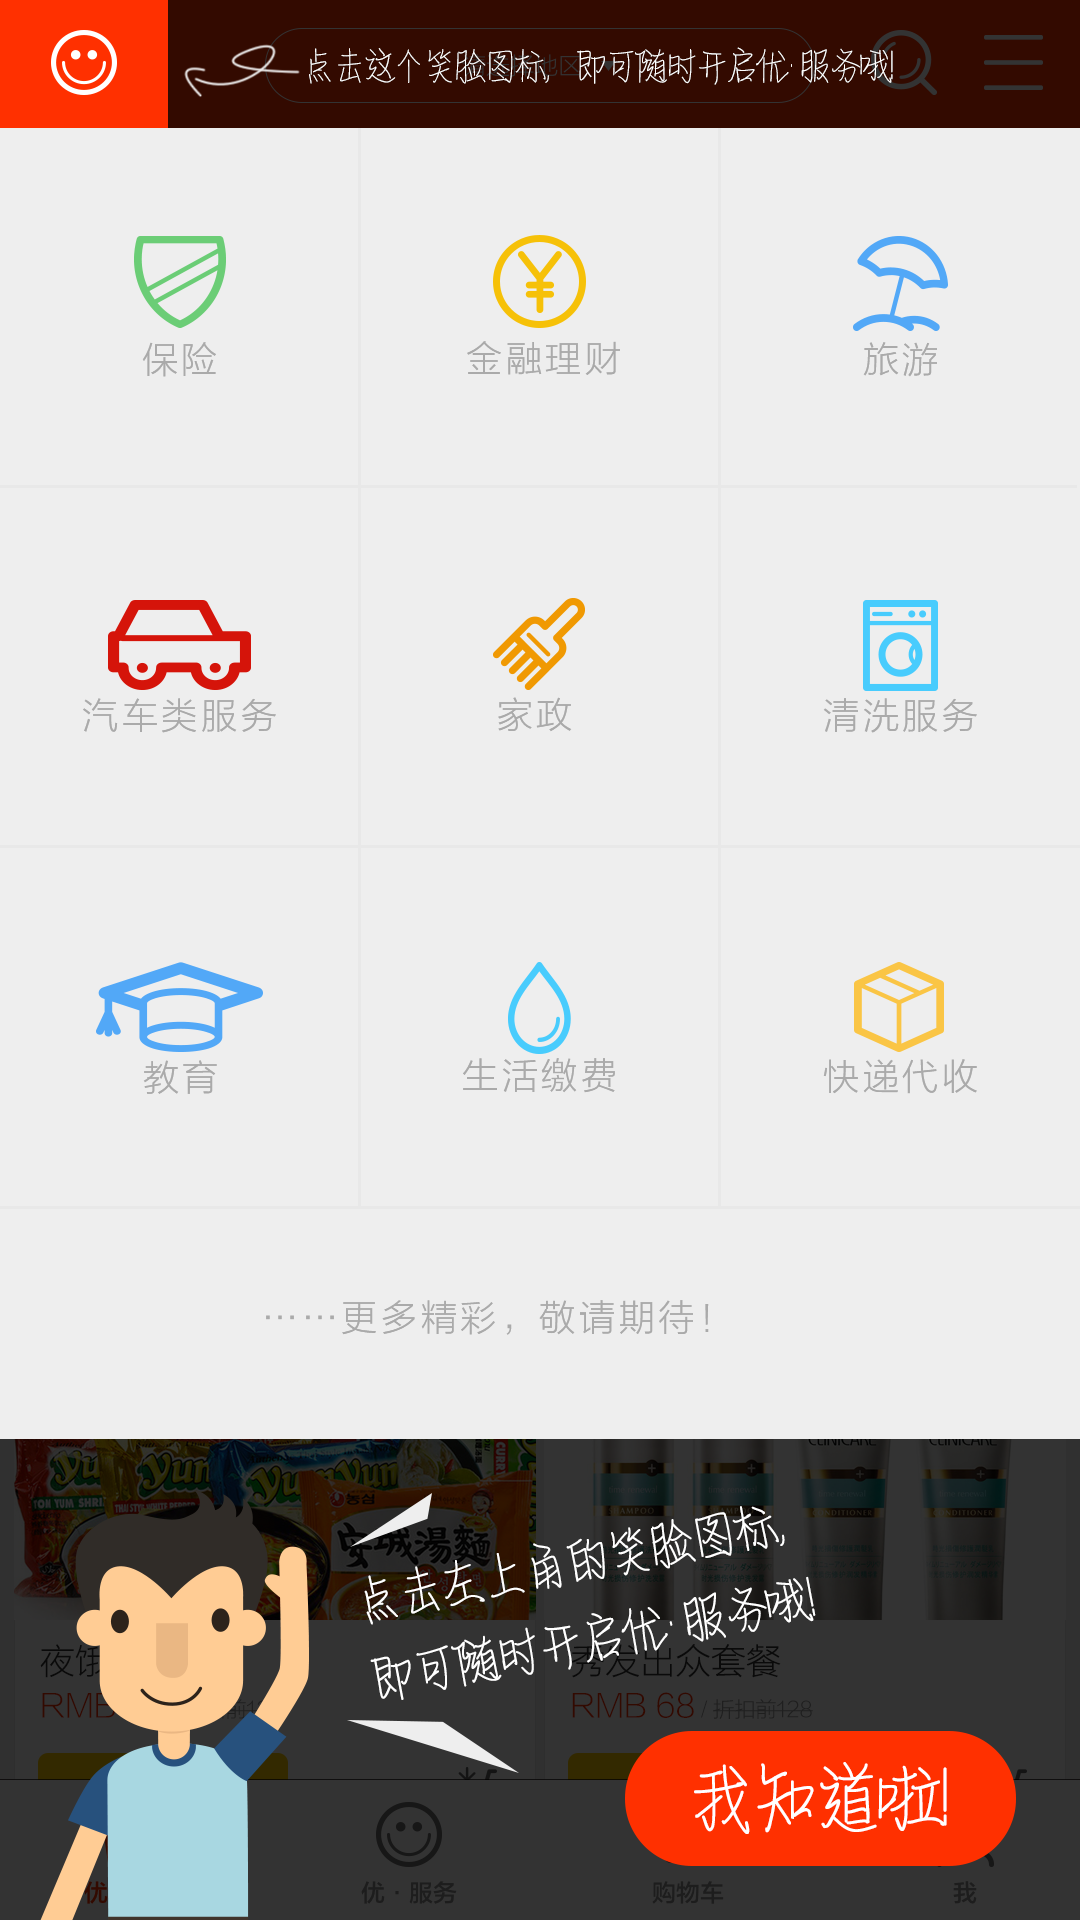 点击这个笑脸图标, 即可随时开启优·服务哦!
保险
金融理财
旅游
汽车类服务
家政
清洗服务
教育
生活缴费
快递代收
……更多精彩，敬请期待！
点击左上角的笑脸图标,
即可随时开启优·服务哦!
夜饿
秀发出众套餐
RMB
RMB 68 / 折扣前128
我知道啦!
优
优 · 服务
购物车
我